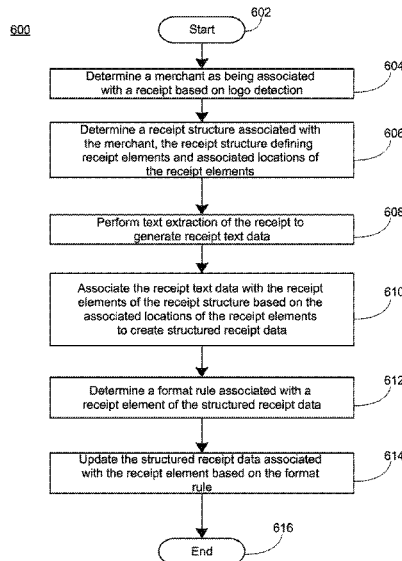 600
Start
602
Determine a merchant as being associated
with a receipt based on logo detection
604
Determine a receipt structure associated with
the merchant, the receipt structure defining
receipt elements and associated locations of
the receipt elements
606
Perform text extraction of the receipt to
generate receipt text data
608
Associate the receipt text data with the receipt
elements of the receipt structure based on the
associated locations of the receipt elements
to create structured receipt data
610
Determine a format rule associated with a
receipt element of the structured receipt data
612
Update the structured receipt data associated
with the receipt element based on the format
rule
614
End
616